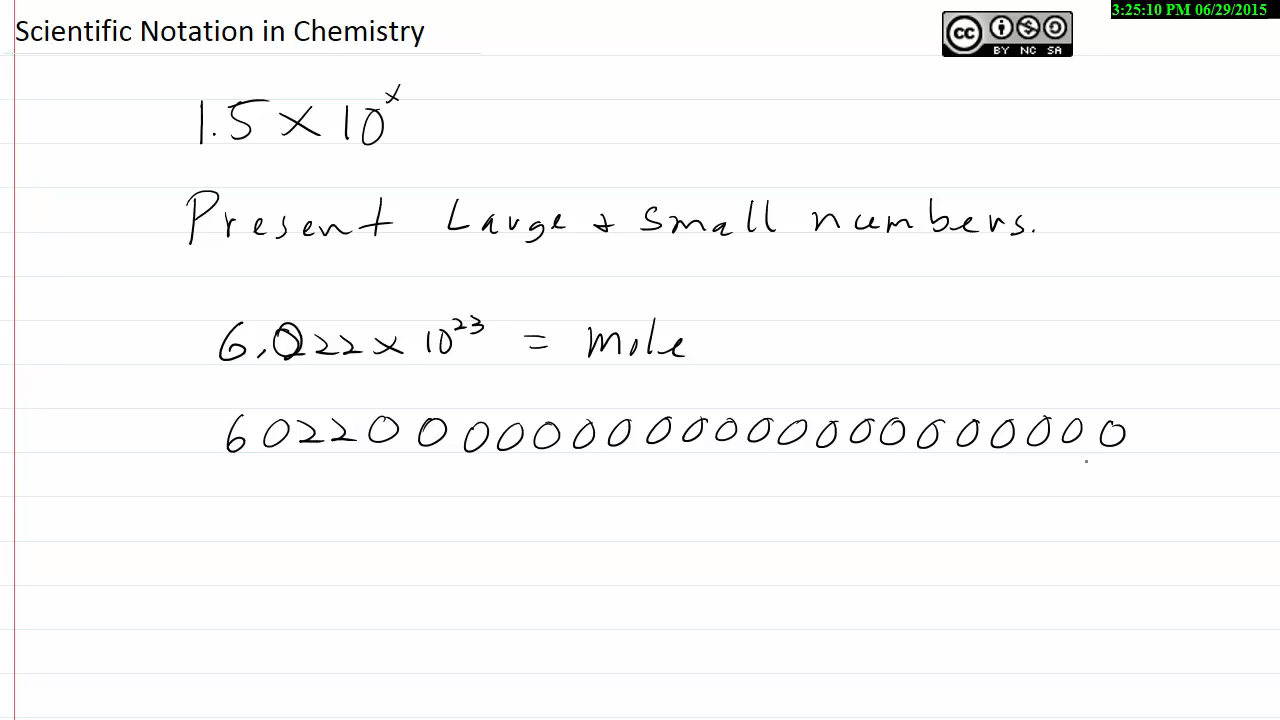 Scientific Notation in Chemistry
3:25:10 PM 06/29/2015
cc
BY NC SA
1.5 × 10^x
Present Large + small numbers.
6.022 × 10^23 = mole
6022000000000000000000000